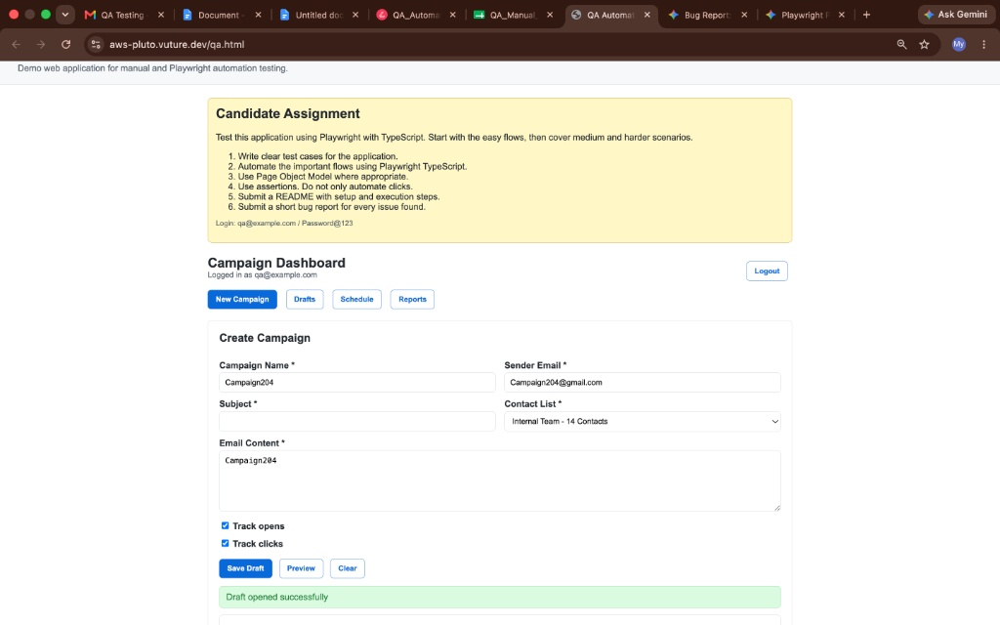 QA Testing
Document
Untitled doc
QA_Automa
QA_Manual
QA Automat
Bug Report
Playwright
Ask Gemini
aws-pluto.vuture.dev/qa.html
My
Demo web application for manual and Playwright automation testing.
Candidate Assignment
Test this application using Playwright with TypeScript. Start with the easy flows, then cover medium and harder scenarios.
1. Write clear test cases for the application.
2. Automate the important flows using Playwright TypeScript.
3. Use Page Object Model where appropriate.
4. Use assertions. Do not only automate clicks.
5. Submit a README with setup and execution steps.
6. Submit a short bug report for every issue found.
Login: qa@example.com / Password@123
Campaign Dashboard
Logged in as qa@example.com
Logout
New Campaign
Drafts
Schedule
Reports
Create Campaign
Campaign Name *
Sender Email *
Campaign204
Campaign204@gmail.com
Subject *
Contact List *
Internal Team - 14 Contacts
Email Content *
Campaign204
Track opens
Track clicks
Save Draft
Preview
Clear
Draft opened successfully